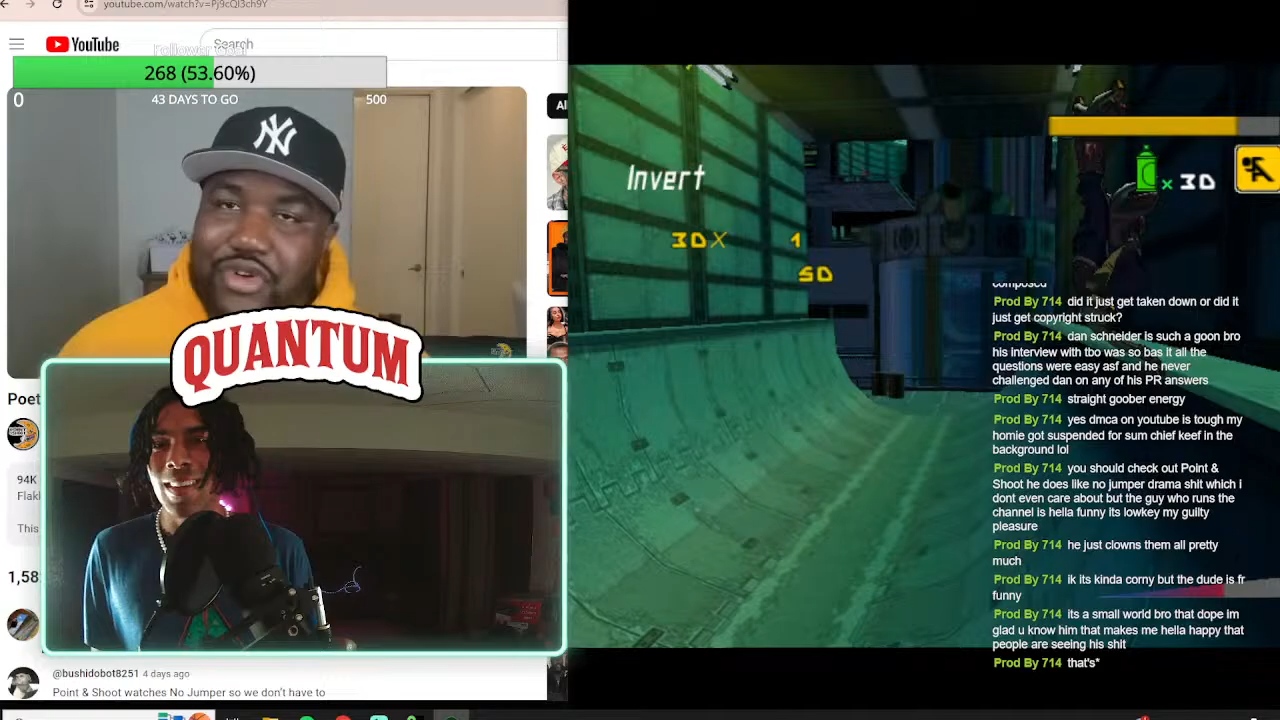 youtube.com/watch?v=Pj9cQl3ch9Y
YouTube
Search
Follower Goal
268 (53.60%)
0
43 DAYS TO GO
500
All
NY
QUANTUM
Poet
94K
Flakk
This
1,58
@bushidobot8251 4 days ago
Point & Shoot watches No Jumper so we don't have to
Invert
30X 1
50
x 30
composed
Prod By 714 did it just get taken down or did it
just get copyright struck?
Prod By 714 dan schneider is such a goon bro
his interview with tbo was so bas it all the
questions were easy asf and he never
challenged dan on any of his PR answers
Prod By 714 straight goober energy
Prod By 714 yes dmca on youtube is tough my
homie got suspended for sum chief keef in the
background lol
Prod By 714 you should check out Point &
Shoot he does like no jumper drama shit which i
dont even care about but the guy who runs the
channel is hella funny its lowkey my guilty
pleasure
Prod By 714 he just clowns them all pretty
much
Prod By 714 ik its kinda corny but the dude is fr
funny
Prod By 714 its a small world bro that dope im
glad u know him that makes me hella happy that
people are seeing his shit
Prod By 714 that's*